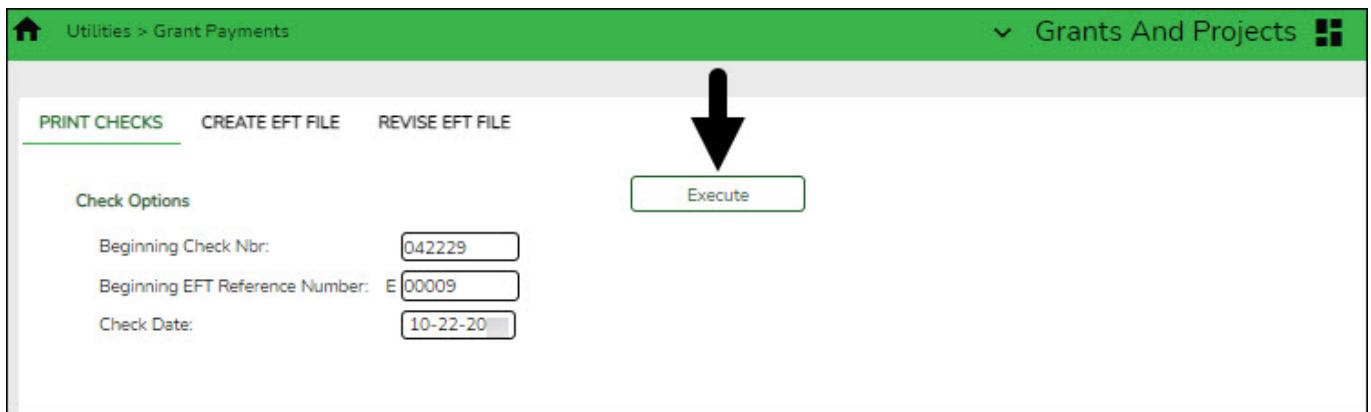 Utilities > Grant Payments
Grants And Projects
PRINT CHECKS CREATE EFT FILE REVISE EFT FILE
Execute
Check Options
Beginning Check Nbr: 042229
Beginning EFT Reference Number: E 00009
Check Date: 10-22-20